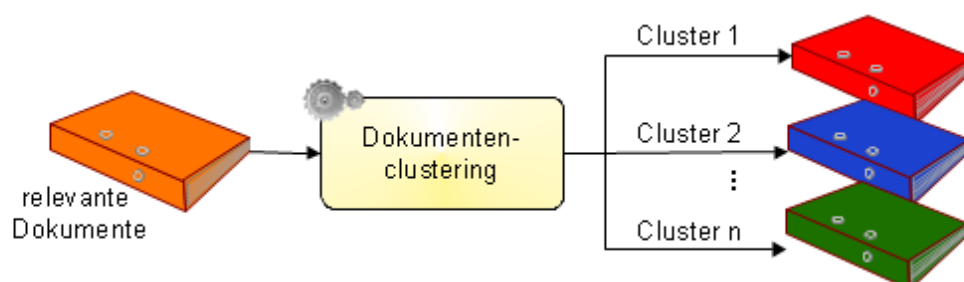 relevante
Dokumente
Dokumenten-
clustering
Cluster 1
Cluster 2
⋮
Cluster n